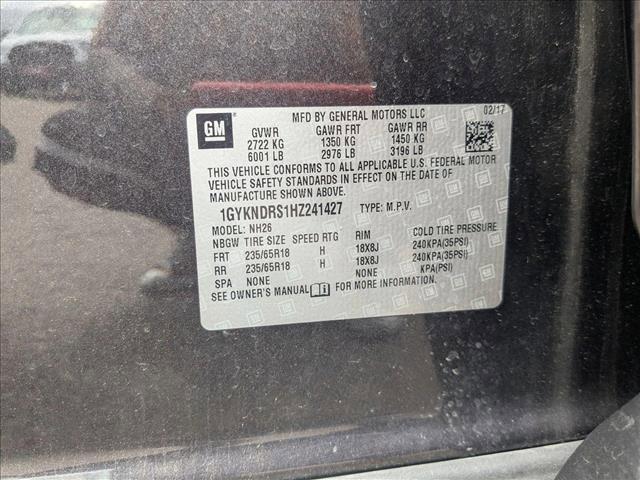 GM
MFD BY GENERAL MOTORS LLC 02/17
GVWR GAWR FRT GAWR RR
2722 KG 1350 KG 1450 KG
6001 LB 2976 LB 3196 LB
THIS VEHICLE CONFORMS TO ALL APPLICABLE U.S. FEDERAL MOTOR
VEHICLE SAFETY STANDARDS IN EFFECT ON THE DATE OF
MANUFACTURE SHOWN ABOVE.
1GYKNDRS1HZ241427 TYPE: M.P.V.
MODEL: NH26
NBGW TIRE SIZE SPEED RTG RIM COLD TIRE PRESSURE
FRT 235/65R18 H 18X8J 240KPA(35PSI)
RR 235/65R18 H 18X8J 240KPA(35PSI)
SPA NONE NONE KPA(PSI)
SEE OWNER'S MANUAL FOR MORE INFORMATION.